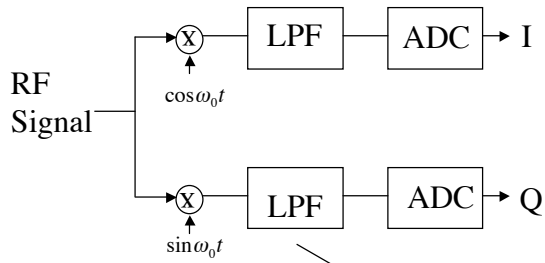 X LPF ADC I
RF
Signal
cosω₀t
X LPF ADC Q
sinω₀t